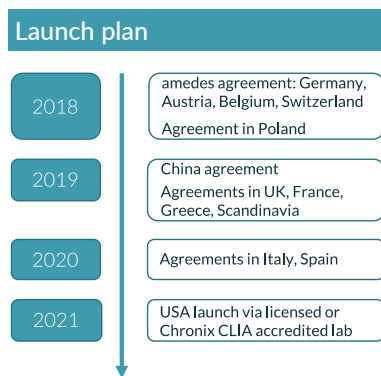 Launch plan
2018
amedes agreement: Germany,
Austria, Belgium, Switzerland
Agreement in Poland
2019
China agreement
Agreements in UK, France,
Greece, Scandinavia
2020
Agreements in Italy, Spain
2021
USA launch via licensed or
Chronix CLIA accredited lab